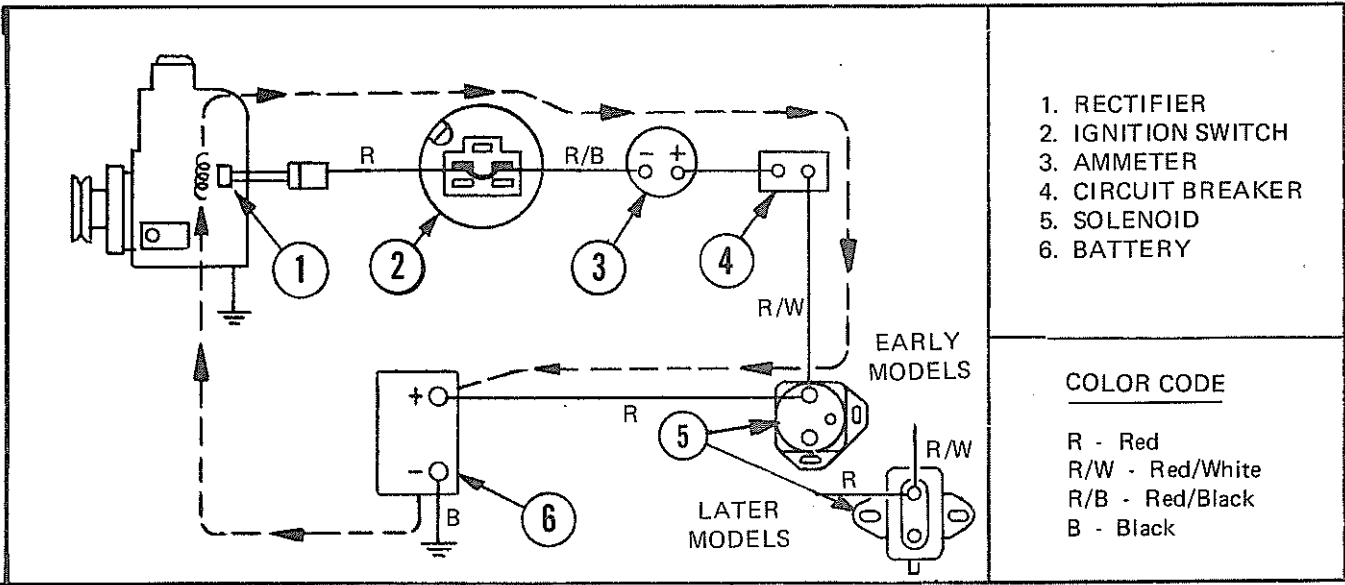 R
R/B
- +
1
2
3
4
R/W
EARLY
MODELS
+
R
5
R/W
-
R
B
6
LATER
MODELS
1. RECTIFIER
2. IGNITION SWITCH
3. AMMETER
4. CIRCUIT BREAKER
5. SOLENOID
6. BATTERY
COLOR CODE
R - Red
R/W - Red/White
R/B - Red/Black
B - Black